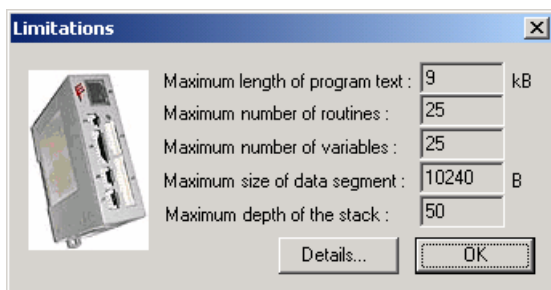 Limitations
Maximum length of program text : 9 kB
Maximum number of routines : 25
Maximum number of variables : 25
Maximum size of data segment : 10240 B
Maximum depth of the stack : 50
Details... OK